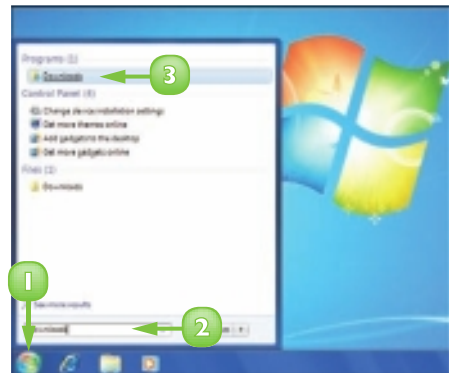 Programs (1)
Downloads
3
Control Panel (4)
Change device installation settings
Get more themes online
Add gadgets to the desktop
Get more gadgets online
Files (1)
Downloads
1
See more results
downloads
2